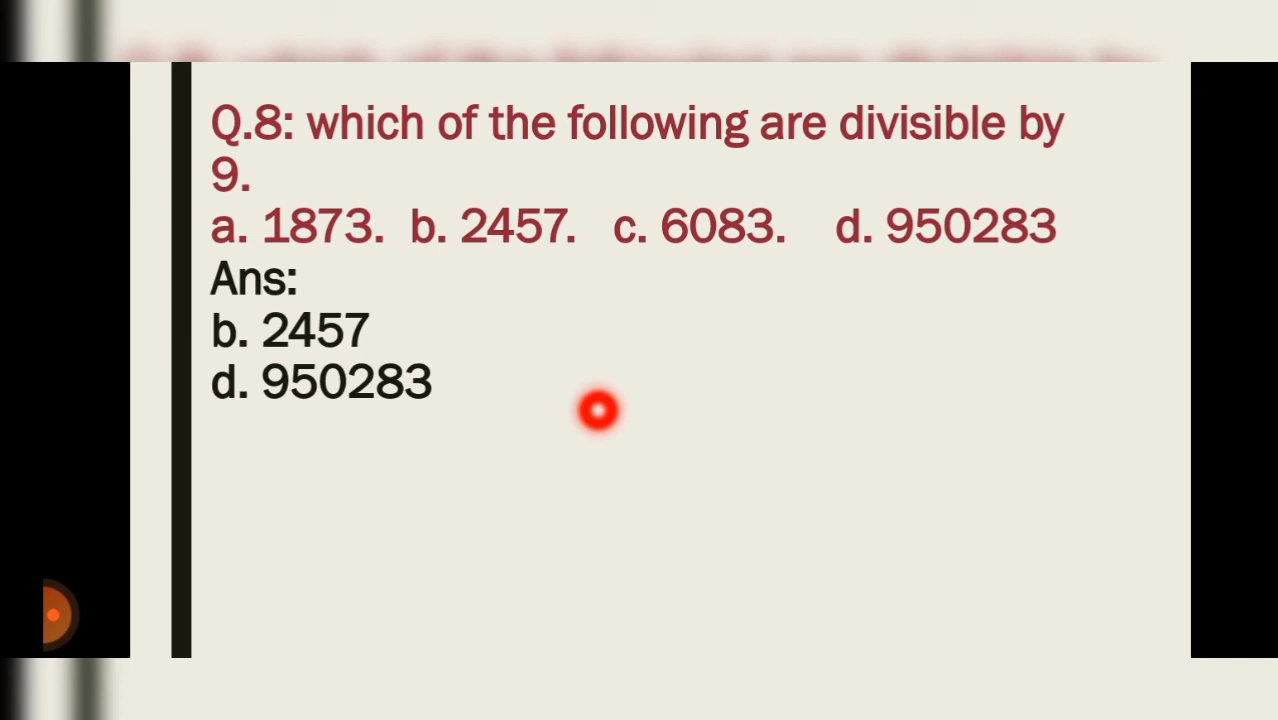 Q.8: which of the following are divisible by
9.
a. 1873. b. 2457. c. 6083. d. 950283
Ans:
b. 2457
d. 950283